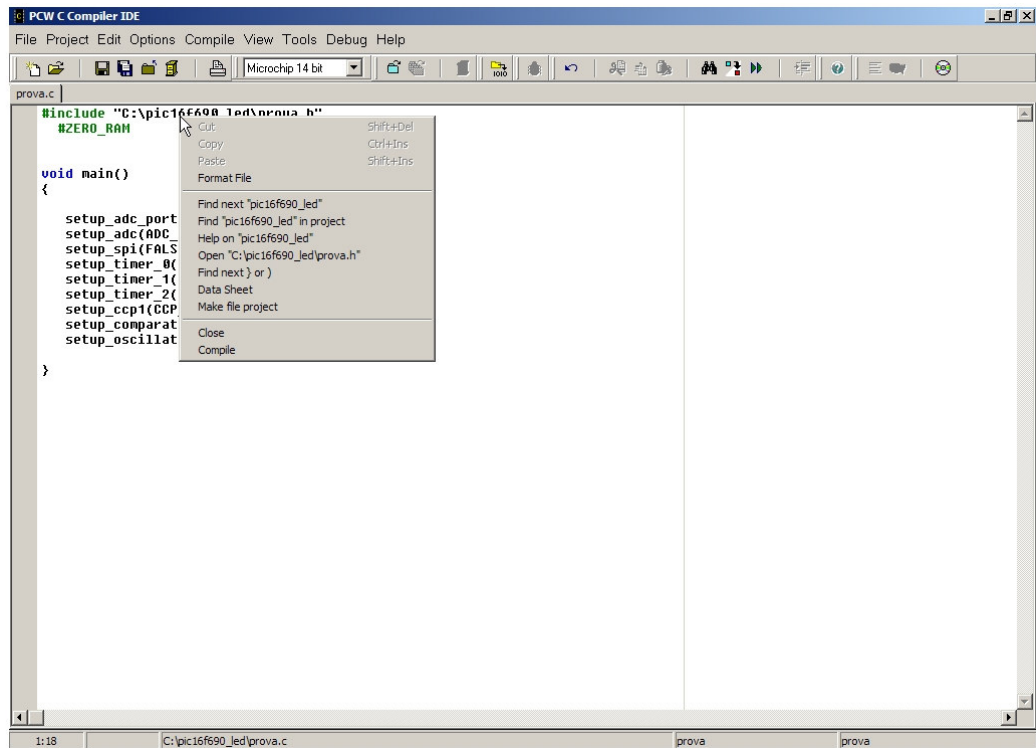 PCW C Compiler IDE
File Project Edit Options Compile View Tools Debug Help
Microchip 14 bit
prova.c
#include "C:\pic16f690_led\prova.h"
#ZERO_RAM
void main()
{
setup_adc_port
setup_adc(ADC_
setup_spi(FALS
setup_timer_0(
setup_timer_1(
setup_timer_2(
setup_ccp1(CCP
setup_comparat
setup_oscillat
}
Cut Shift+Del
Copy Ctrl+Ins
Paste Shift+Ins
Format File
Find next "pic16f690_led"
Find "pic16f690_led" in project
Help on "pic16f690_led"
Open "C:\pic16f690_led\prova.h"
Find next } or )
Data Sheet
Make file project
Close
Compile
1:18 C:\pic16f690_led\prova.c prova prova